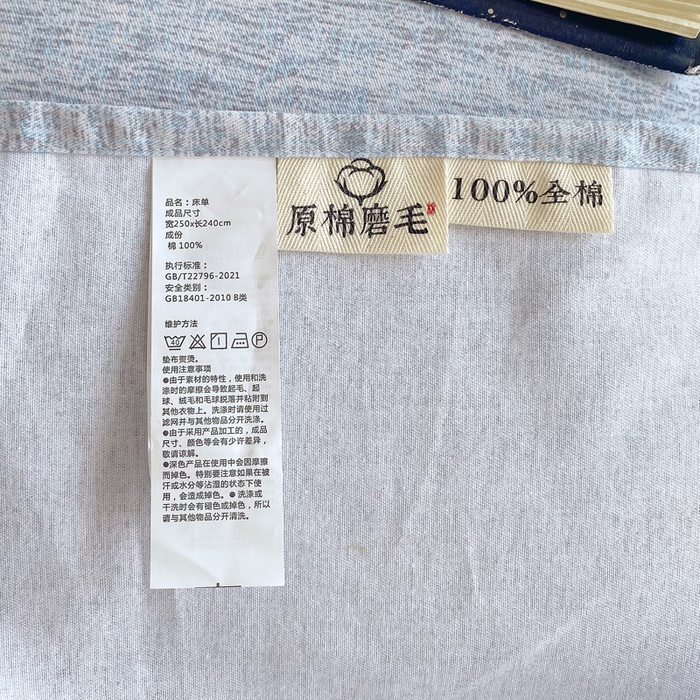 品名：床单
成品尺寸
宽250x长240cm
成份
棉 100%
执行标准：
GB/T22796-2021
安全类别：
GB18401-2010 B类
维护方法
40
P
垫布熨烫。
使用注意事项
●由于素材的特性，使用和洗
涤时的摩擦会导致起毛、起
球、绒毛和毛球脱落并粘附到
其他衣物上。洗涤时请使用过
滤网并与其他物品分开洗涤。
●由于采用产品加工的，成品
尺寸、颜色等会有少许差异，
敬请谅解。
●深色产品在使用中会因摩擦
而掉色。特别要注意如果在被
汗或水分等沾湿的状态下使
用，会造成掉色。● 洗涤或
干洗时会有褪色或掉色，所以
请与其他物品分开清洗。
原棉磨毛
100%全棉